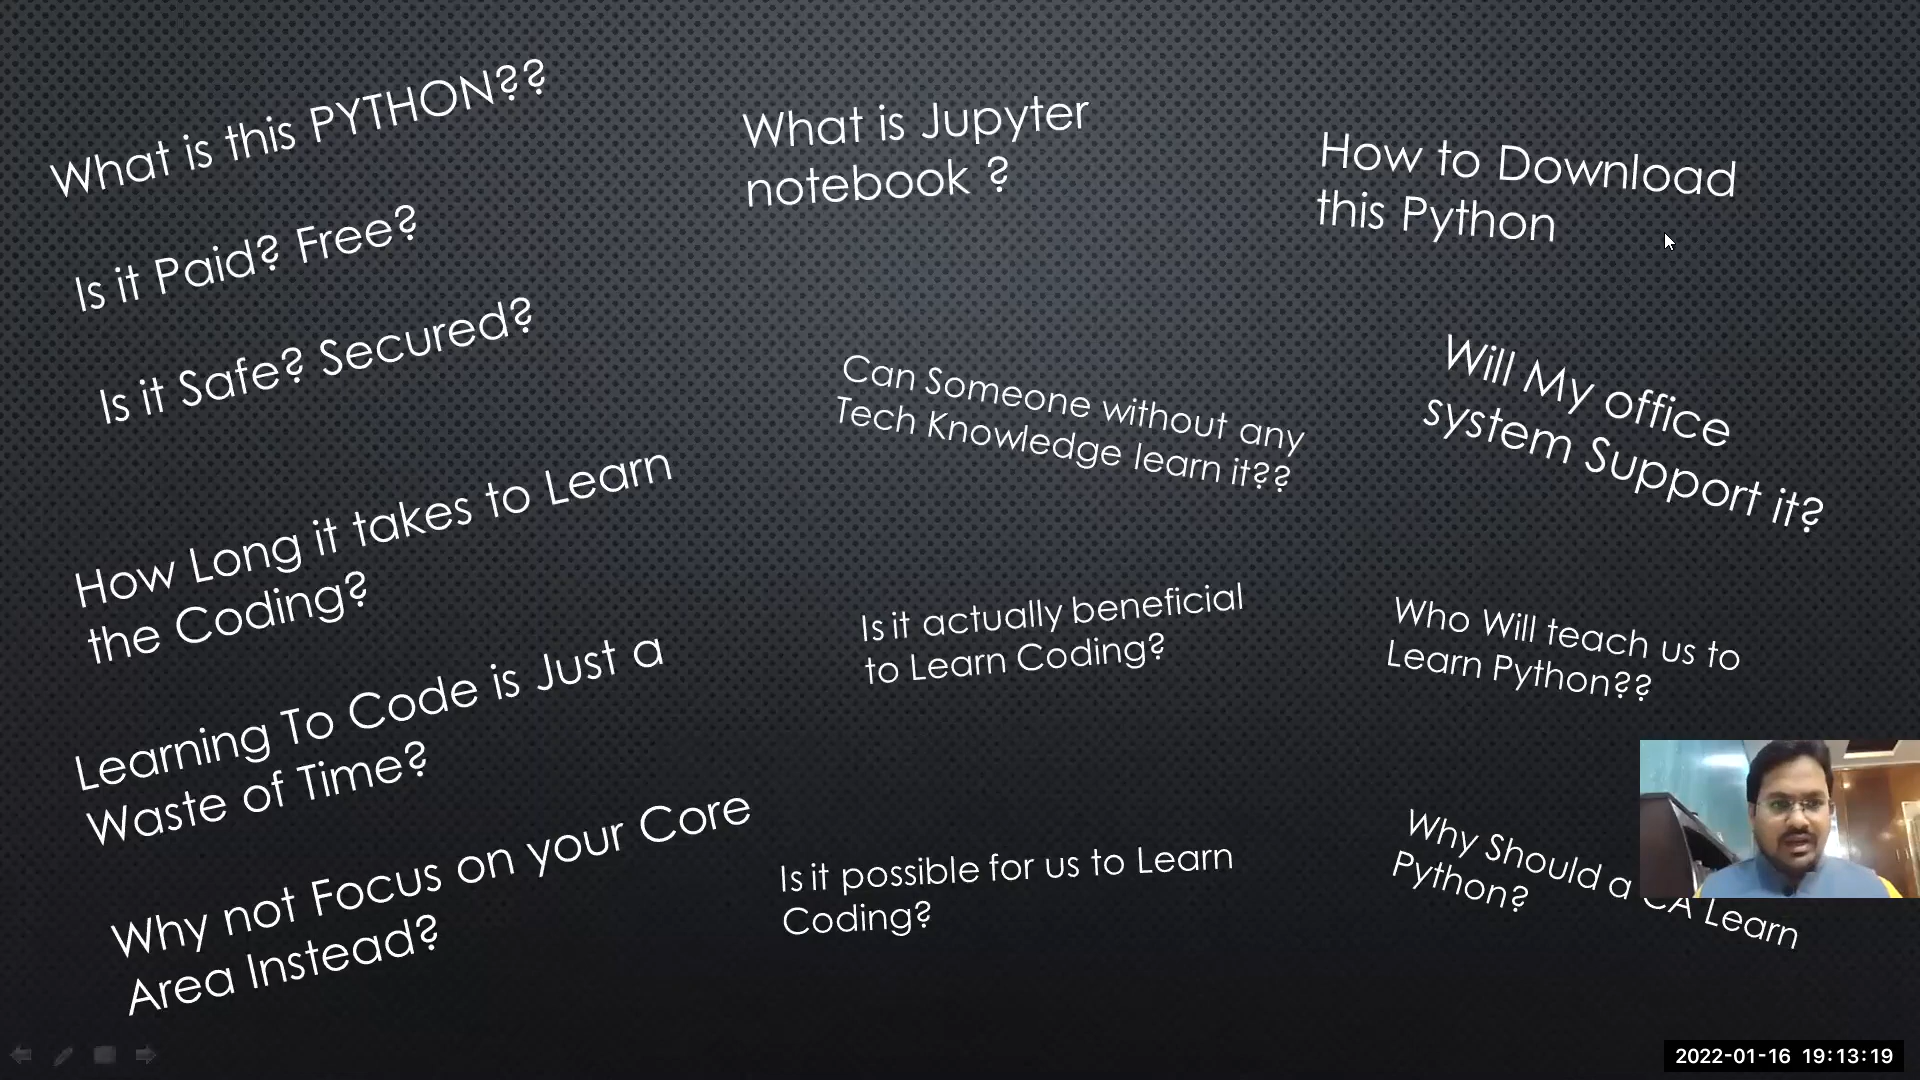 What is this PYTHON??
Is it Paid? Free?
Is it Safe? Secured?
How Long it takes to Learn
the Coding?
Learning To Code is Just a
Waste of Time?
Why not Focus on your Core
Area Instead?
What is Jupyter
notebook ?
Can Someone without any
Tech Knowledge learn it??
Is it actually beneficial
to Learn Coding?
Is it possible for us to Learn
Coding?
How to Download
this Python
Will My office
system Support it?
Who Will teach us to
Learn Python??
Why Should a CA Learn
Python?
2022-01-16 19:13:19